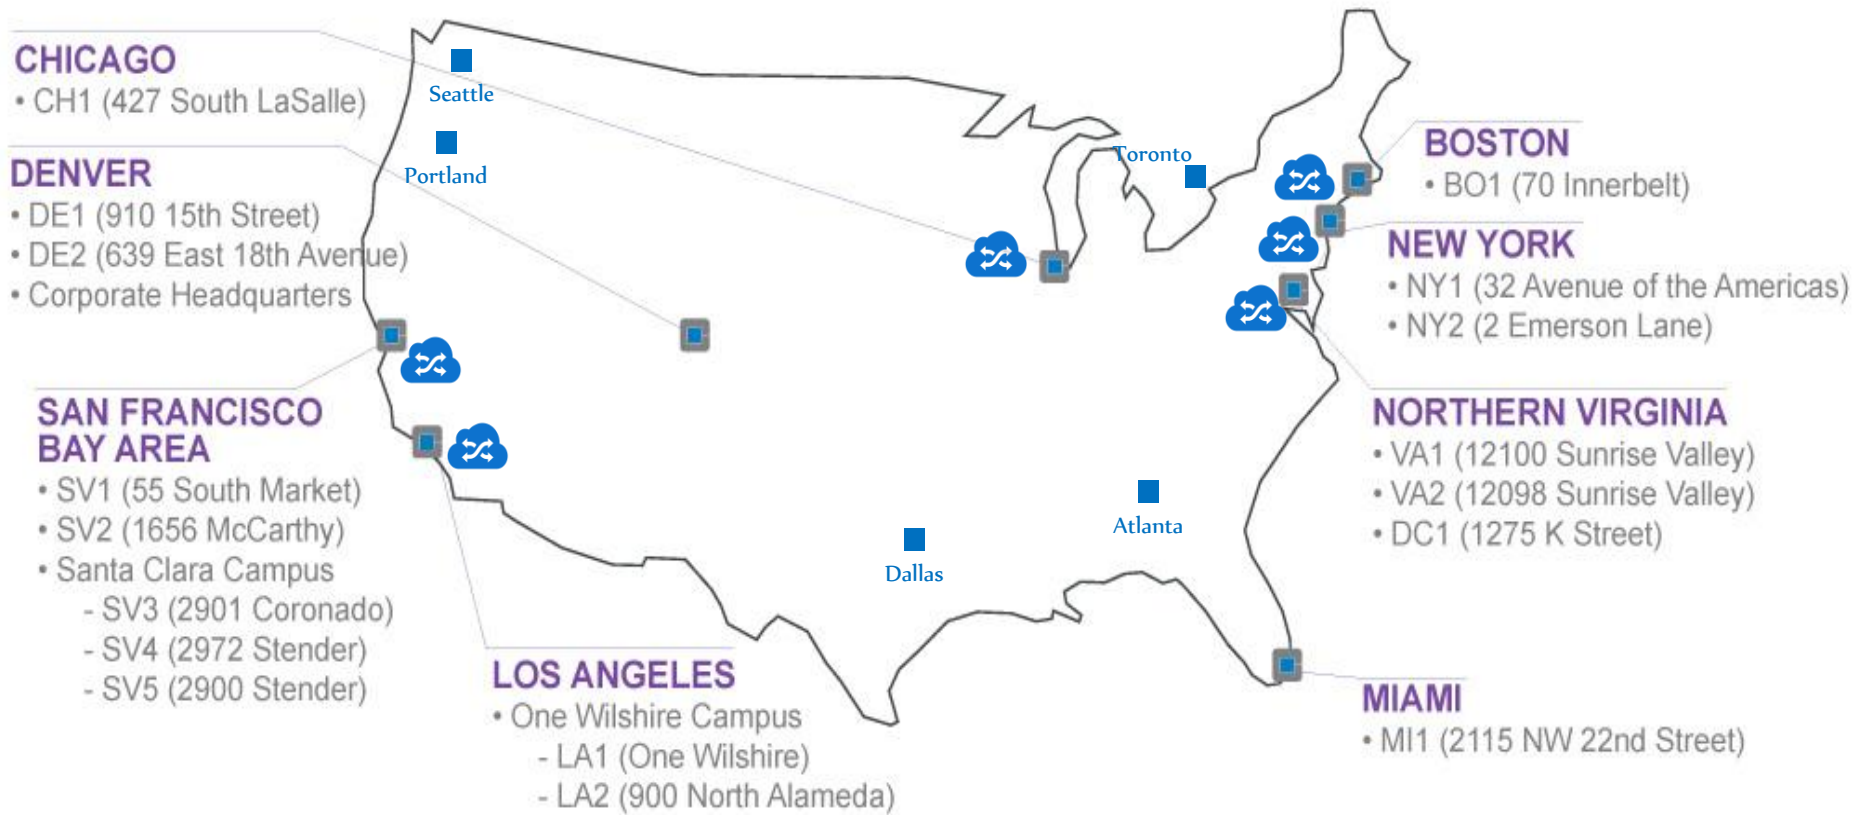 CHICAGO
• CH1 (427 South LaSalle)
DENVER
• DE1 (910 15th Street)
• DE2 (639 East 18th Avenue)
• Corporate Headquarters
SAN FRANCISCO
BAY AREA
• SV1 (55 South Market)
• SV2 (1656 McCarthy)
• Santa Clara Campus
- SV3 (2901 Coronado)
- SV4 (2972 Stender)
- SV5 (2900 Stender)
Seattle
Portland
LOS ANGELES
• One Wilshire Campus
- LA1 (One Wilshire)
- LA2 (900 North Alameda)
Dallas
Atlanta
Toronto
BOSTON
• BO1 (70 Innerbelt)
NEW YORK
• NY1 (32 Avenue of the Americas)
• NY2 (2 Emerson Lane)
NORTHERN VIRGINIA
• VA1 (12100 Sunrise Valley)
• VA2 (12098 Sunrise Valley)
• DC1 (1275 K Street)
MIAMI
• MI1 (2115 NW 22nd Street)